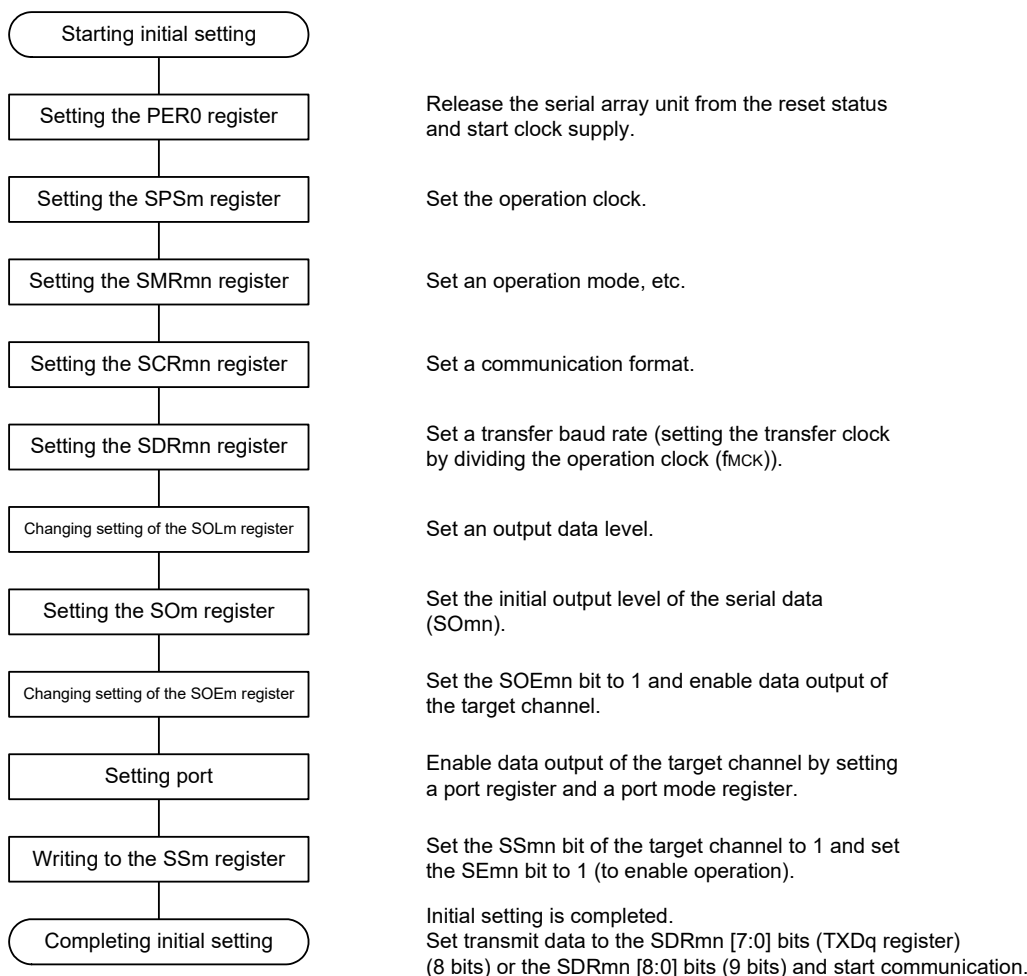 Starting initial setting
Setting the PER0 register
Release the serial array unit from the reset status
and start clock supply.
Setting the SPSm register
Set the operation clock.
Setting the SMRmn register
Set an operation mode, etc.
Setting the SCRmn register
Set a communication format.
Setting the SDRmn register
Set a transfer baud rate (setting the transfer clock
by dividing the operation clock (fMCK)).
Changing setting of the SOLm register
Set an output data level.
Setting the SOm register
Set the initial output level of the serial data
(SOmn).
Changing setting of the SOEm register
Set the SOEmn bit to 1 and enable data output of
the target channel.
Setting port
Enable data output of the target channel by setting
a port register and a port mode register.
Writing to the SSm register
Set the SSmn bit of the target channel to 1 and set
the SEmn bit to 1 (to enable operation).
Completing initial setting
Initial setting is completed.
Set transmit data to the SDRmn [7:0] bits (TXDq register)
(8 bits) or the SDRmn [8:0] bits (9 bits) and start communication.